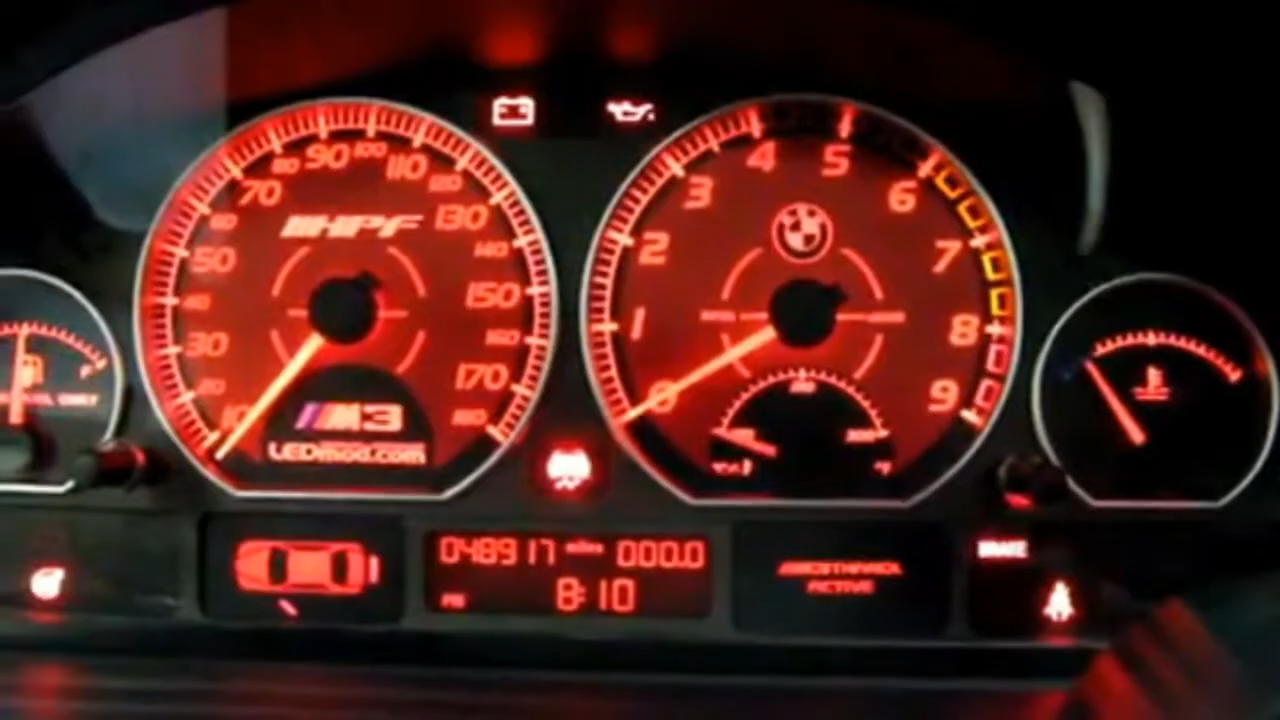 90 100 110
80 120
70 130
60 140
50 150
40 160
30 170
20 180
10
HPF
M3
LEDmod.com
4 5
3 6
2 7
1 8
0 9
048917 miles 000.0
PM 8:10
ETHANOL
ACTIVE
BRAKE